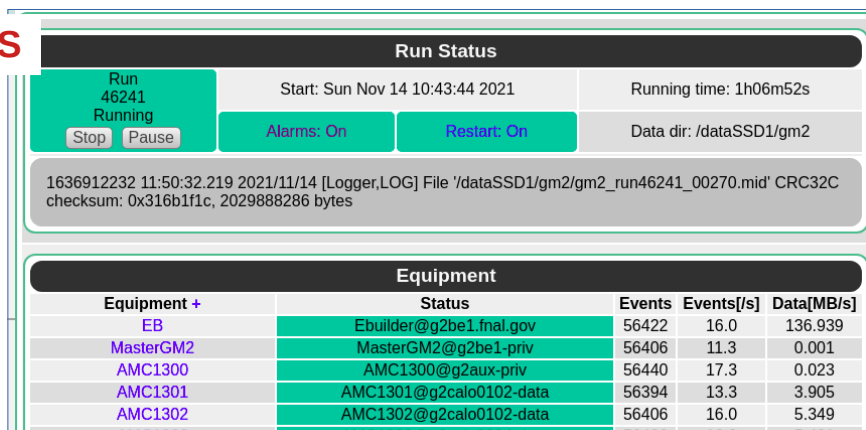 S
Run Status
Run
46241
Running
Stop Pause
Start: Sun Nov 14 10:43:44 2021
Running time: 1h06m52s
Alarms: On
Restart: On
Data dir: /dataSSD1/gm2
1636912232 11:50:32.219 2021/11/14 [Logger,LOG] File '/dataSSD1/gm2/gm2_run46241_00270.mid' CRC32C
checksum: 0x316b1f1c, 2029888286 bytes
Equipment
Equipment + Status Events Events[/s] Data[MB/s]
EB Ebuilder@g2be1.fnal.gov 56422 16.0 136.939
MasterGM2 MasterGM2@g2be1-priv 56406 11.3 0.001
AMC1300 AMC1300@g2aux-priv 56440 17.3 0.023
AMC1301 AMC1301@g2calo0102-data 56394 13.3 3.905
AMC1302 AMC1302@g2calo0102-data 56406 16.0 5.349